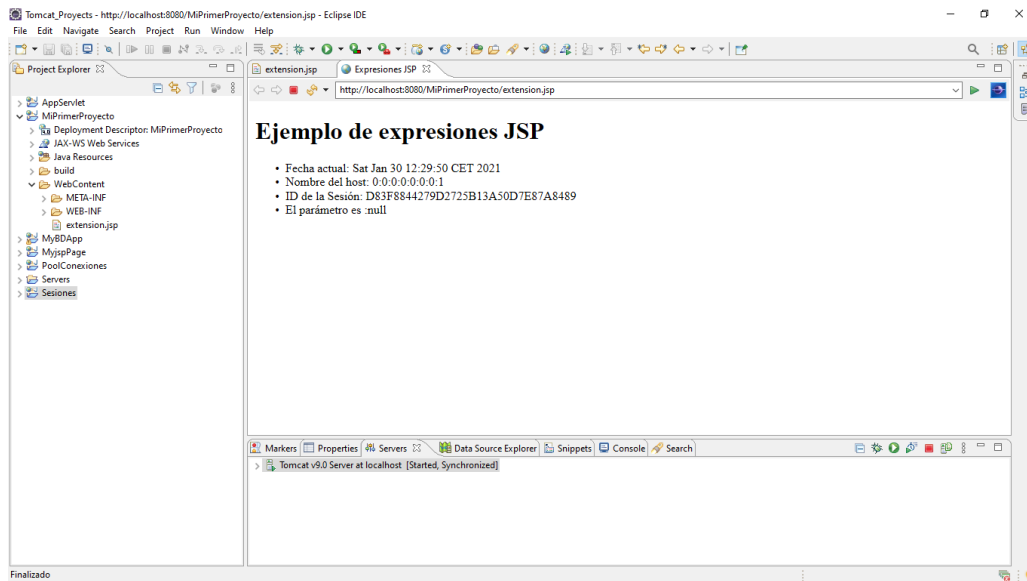 Tomcat_Proyects - http://localhost:8080/MiPrimerProyecto/extension.jsp - Eclipse IDE
File Edit Navigate Search Project Run Window Help
Project Explorer
AppServlet
MiPrimerProyecto
Deployment Descriptor: MiPrimerProyecto
JAX-WS Web Services
Java Resources
build
WebContent
META-INF
WEB-INF
extension.jsp
MyBDApp
MyjspPage
PoolConexiones
Servers
Sesiones
extension.jsp Expresiones JSP
http://localhost:8080/MiPrimerProyecto/extension.jsp
Ejemplo de expresiones JSP
• Fecha actual: Sat Jan 30 12:29:50 CET 2021
• Nombre del host: 0:0:0:0:0:0:0:1
• ID de la Sesión: D83F8844279D2725B13A50D7E87A8489
• El parámetro es :null
Markers Properties Servers Data Source Explorer Snippets Console Search
Tomcat v9.0 Server at localhost [Started, Synchronized]
Finalizado